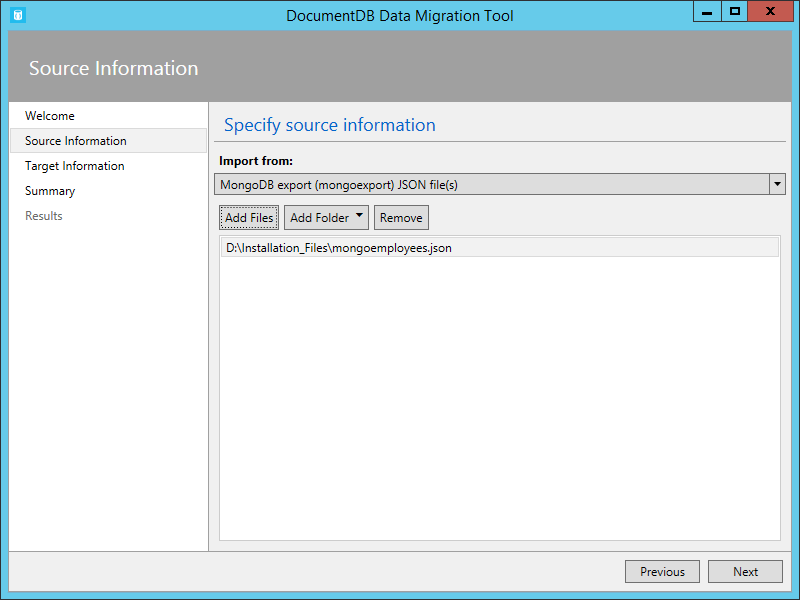 DocumentDB Data Migration Tool
Source Information
Welcome
Source Information
Target Information
Summary
Results
Specify source information
Import from:
MongoDB export (mongoexport) JSON file(s)
Add Files Add Folder Remove
D:\Installation_Files\mongoemployees.json
Previous Next